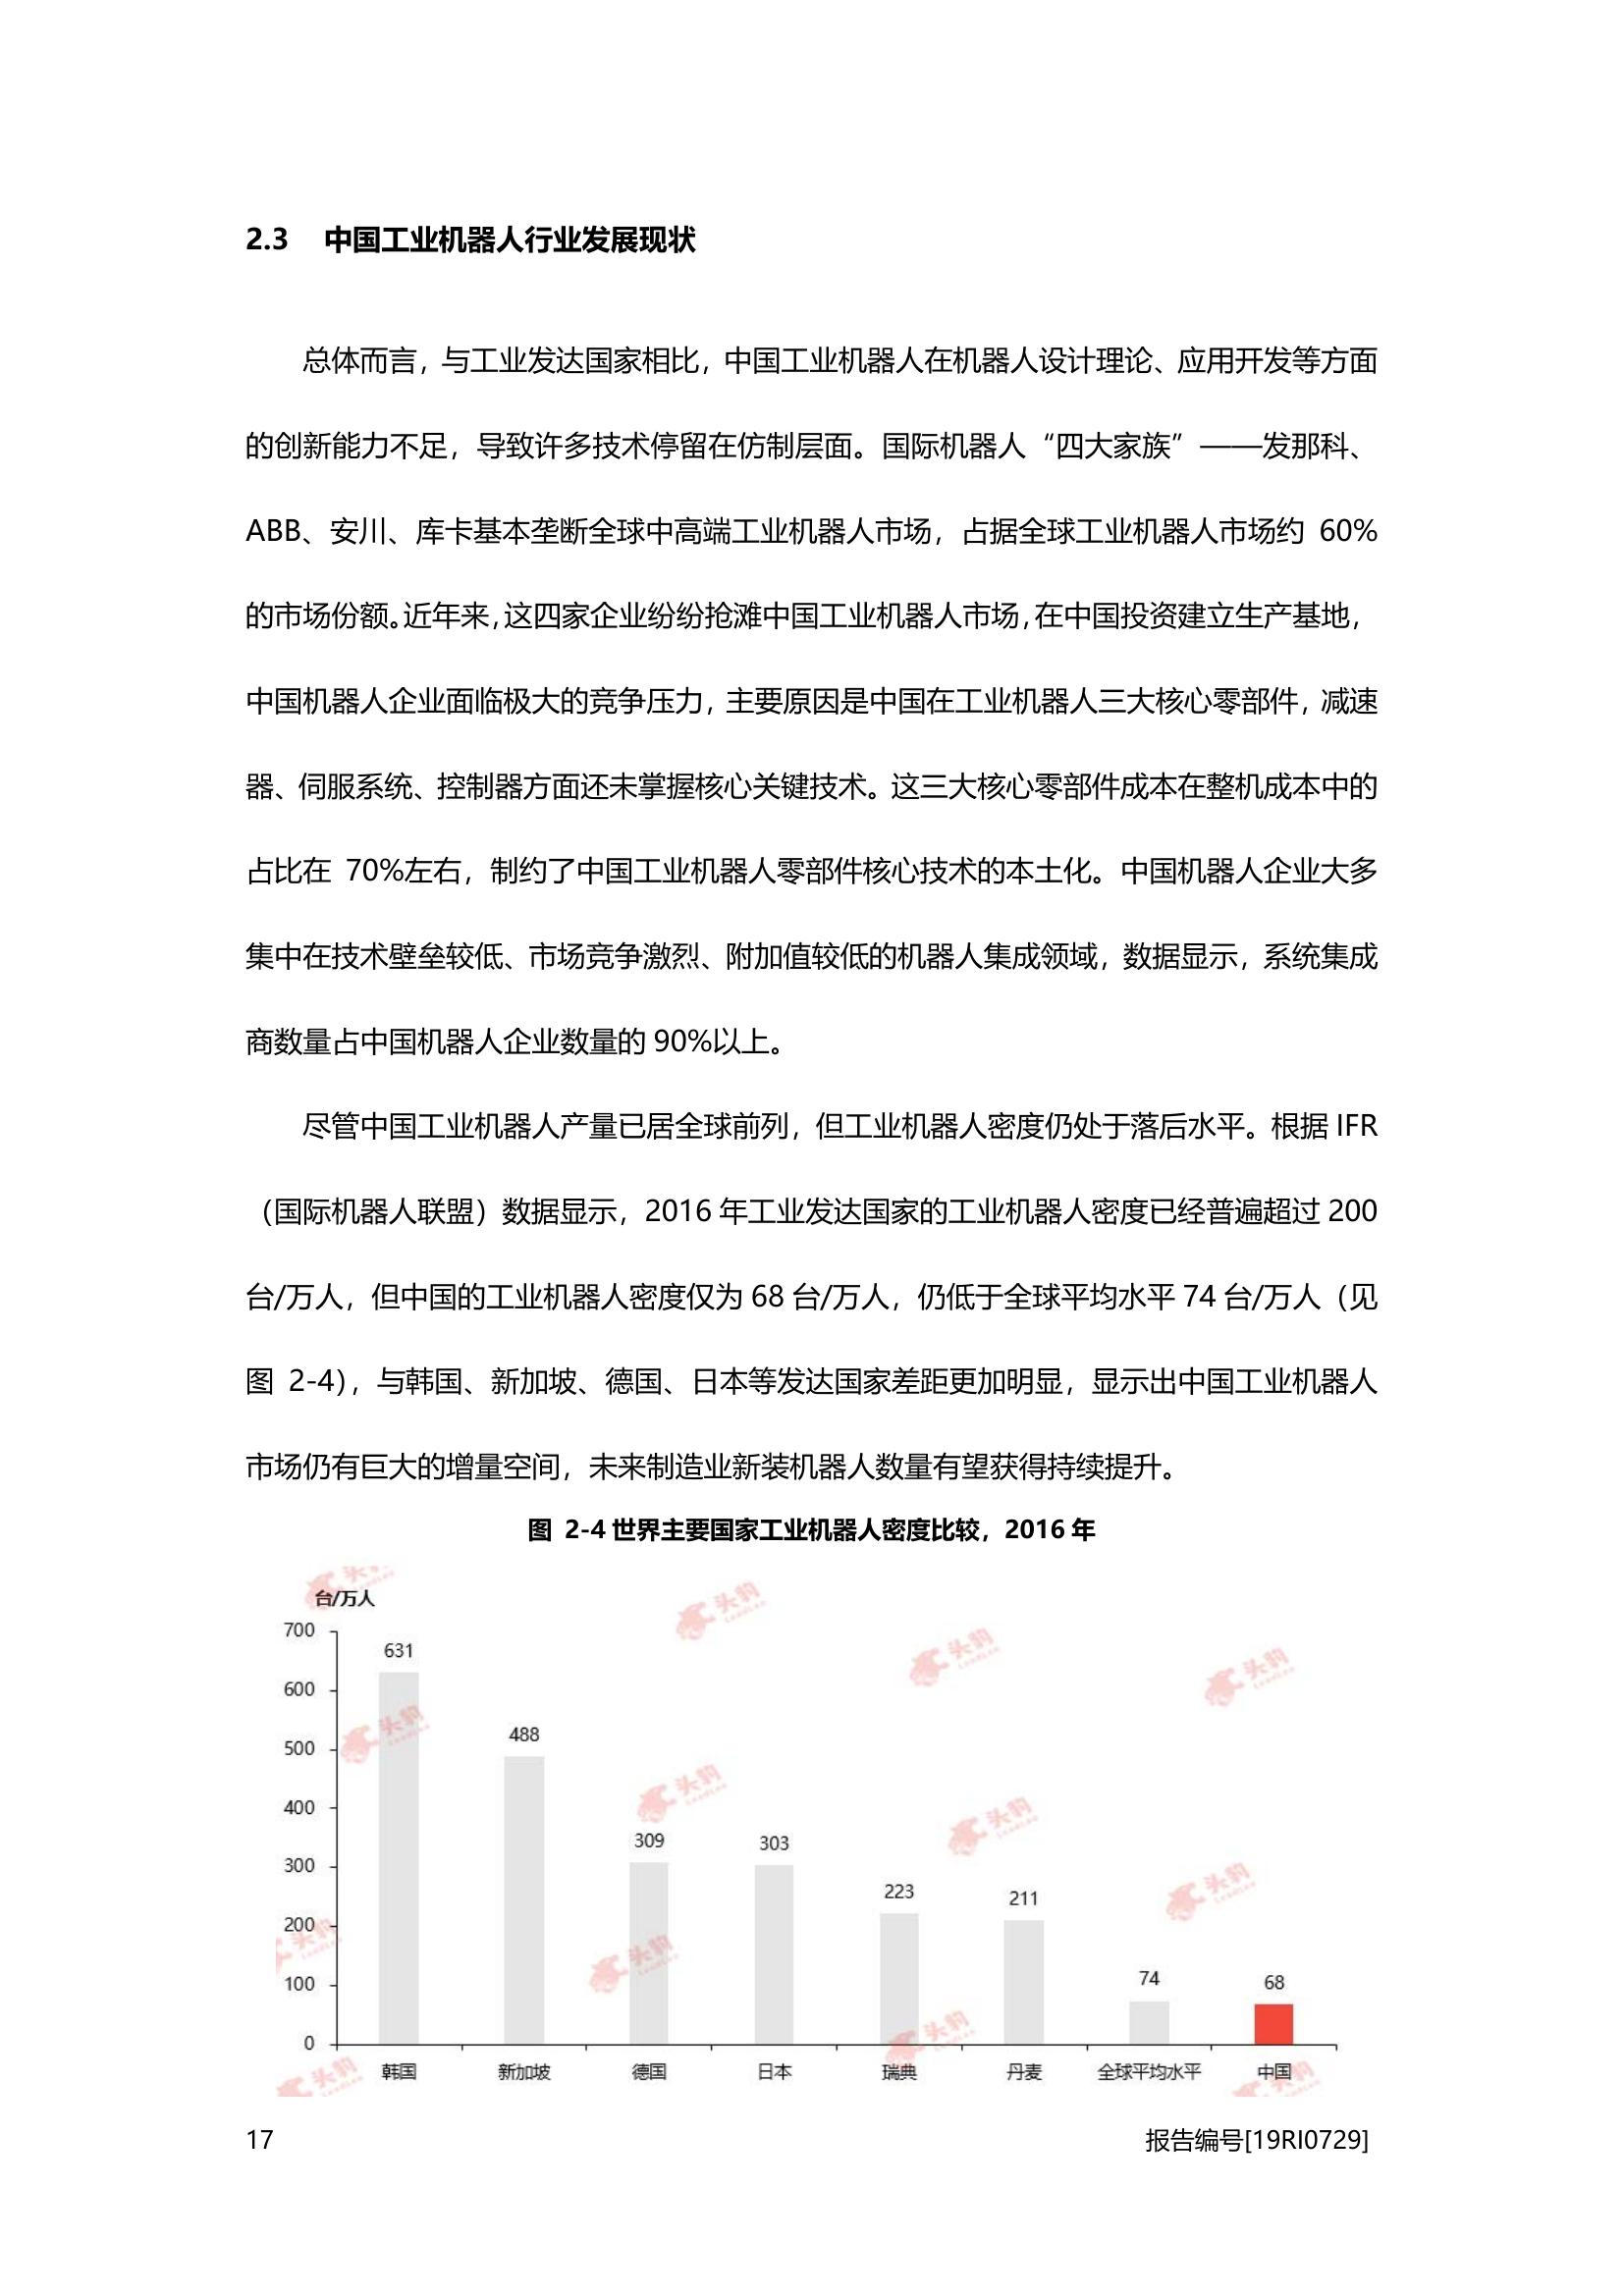 2.3 中国工业机器人行业发展现状
总体而言，与工业发达国家相比，中国工业机器人在机器人设计理论、应用开发等方面
的创新能力不足，导致许多技术停留在仿制层面。国际机器人“四大家族”——发那科、
ABB、安川、库卡基本垄断全球中高端工业机器人市场，占据全球工业机器人市场约 60%
的市场份额。近年来，这四家企业纷纷抢滩中国工业机器人市场，在中国投资建立生产基地，
中国机器人企业面临极大的竞争压力，主要原因是中国在工业机器人三大核心零部件，减速
器、伺服系统、控制器方面还未掌握核心关键技术。这三大核心零部件成本在整机成本中的
占比在 70%左右，制约了中国工业机器人零部件核心技术的本土化。中国机器人企业大多
集中在技术壁垒较低、市场竞争激烈、附加值较低的机器人集成领域，数据显示，系统集成
商数量占中国机器人企业数量的 90%以上。
尽管中国工业机器人产量已居全球前列，但工业机器人密度仍处于落后水平。根据 IFR
（国际机器人联盟）数据显示，2016 年工业发达国家的工业机器人密度已经普遍超过 200
台/万人，但中国的工业机器人密度仅为 68 台/万人，仍低于全球平均水平 74 台/万人（见
图 2-4），与韩国、新加坡、德国、日本等发达国家差距更加明显，显示出中国工业机器人
市场仍有巨大的增量空间，未来制造业新装机器人数量有望获得持续提升。
图 2-4 世界主要国家工业机器人密度比较，2016 年
台/万人
700
600
500
400
300
200
100
0
631
488
309
303
223
211
74
68
韩国 新加坡 德国 日本 瑞典 丹麦 全球平均水平 中国
头豹
头豹
头豹
头豹
头豹
头豹
头豹
头豹
头豹
头豹
头豹
头豹
头豹
17 报告编号[19RI0729]